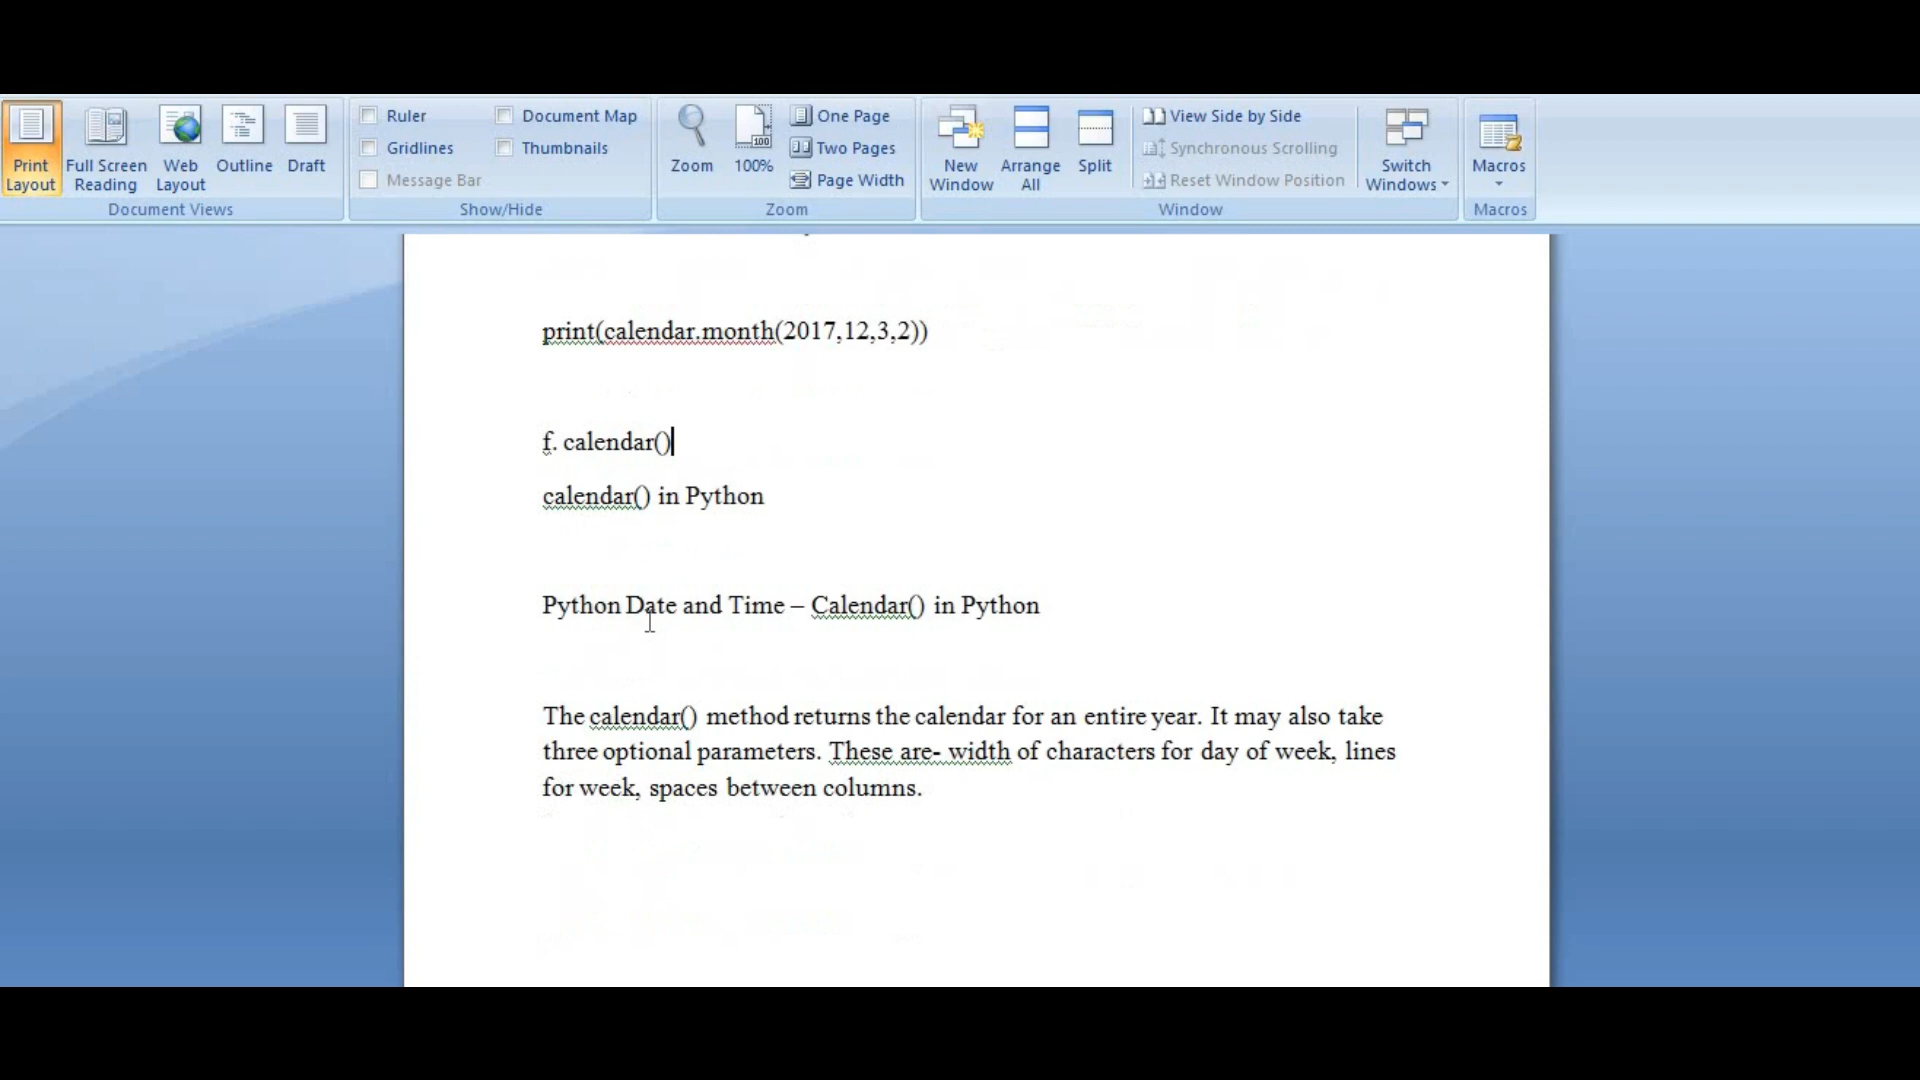 Print Layout
Full Screen Reading
Web Layout
Outline
Draft
Document Views
Ruler
Gridlines
Message Bar
Document Map
Thumbnails
Show/Hide
Zoom
100
100%
One Page
Two Pages
Page Width
Zoom
New Window
Arrange All
Split
View Side by Side
Synchronous Scrolling
Reset Window Position
Switch Windows
Window
Macros
Macros
print(calendar.month(2017,12,3,2))
f. calendar()
calendar() in Python
Python Date and Time – Calendar() in Python
The calendar() method returns the calendar for an entire year. It may also take
three optional parameters. These are- width of characters for day of week, lines
for week, spaces between columns.